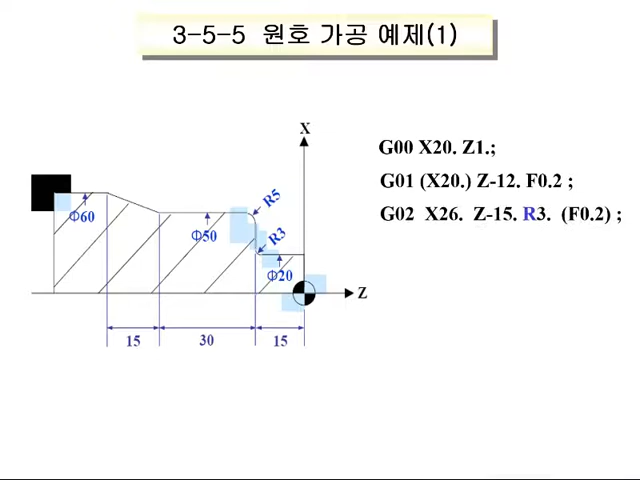 3-5-5 원호 가공 예제(1)
X
G00 X20. Z1.;
G01 (X20.) Z-12. F0.2 ;
G02 X26. Z-15. R3. (F0.2) ;
Φ60
R5
Φ50
R3
Φ20
Z
15
30
15